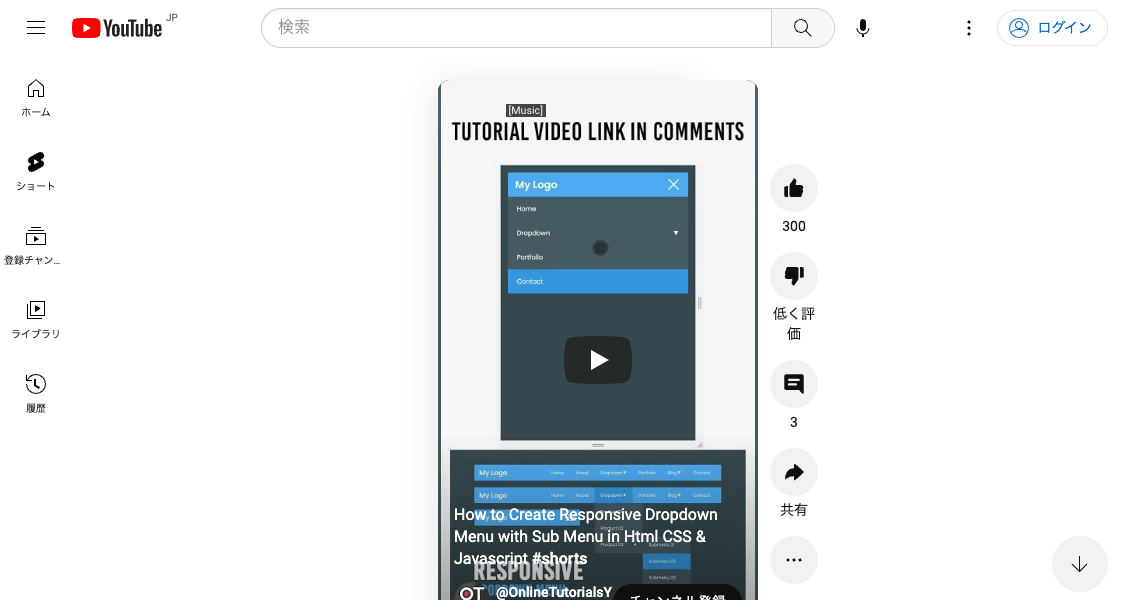 YouTube JP
検索
ログイン
ホーム
ショート
登録チャン...
ライブラリ
履歴
[Music]
TUTORIAL VIDEO LINK IN COMMENTS
My Logo
Home
Dropdown
Portfolio
Contact
My Logo Home About Dropdown Portfolio Blog Contact
My Logo Home About Dropdown Portfolio Blog Contact
Product 02
Product 03
Submenu 01
Submenu 02
Submenu 03
How to Create Responsive Dropdown
Menu with Sub Menu in Html CSS &
Javascript #shorts
RESPONSIVE
@OnlineTutorialsY
チャンネル登録
300
低く評
価
3
共有